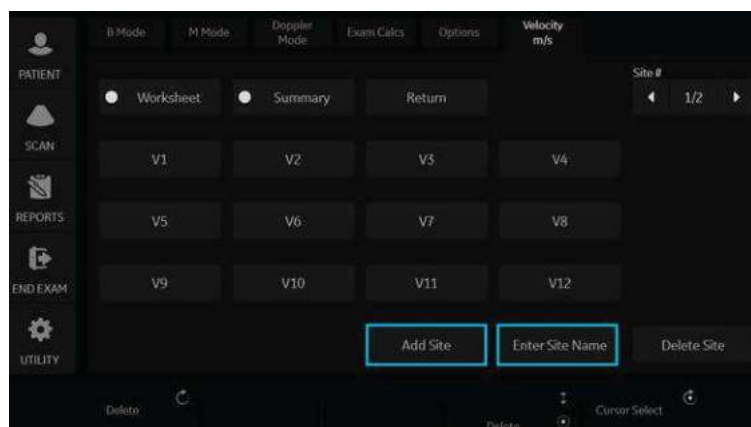 B Mode M Mode Doppler Mode Exam Calcs Options Velocity m/s
PATIENT
Site #
Worksheet Summary Return 1/2
SCAN
V1 V2 V3 V4
REPORTS
V5 V6 V7 V8
END EXAM
V9 V10 V11 V12
UTILITY
Add Site Enter Site Name Delete Site
Delete Cursor Select
Delete